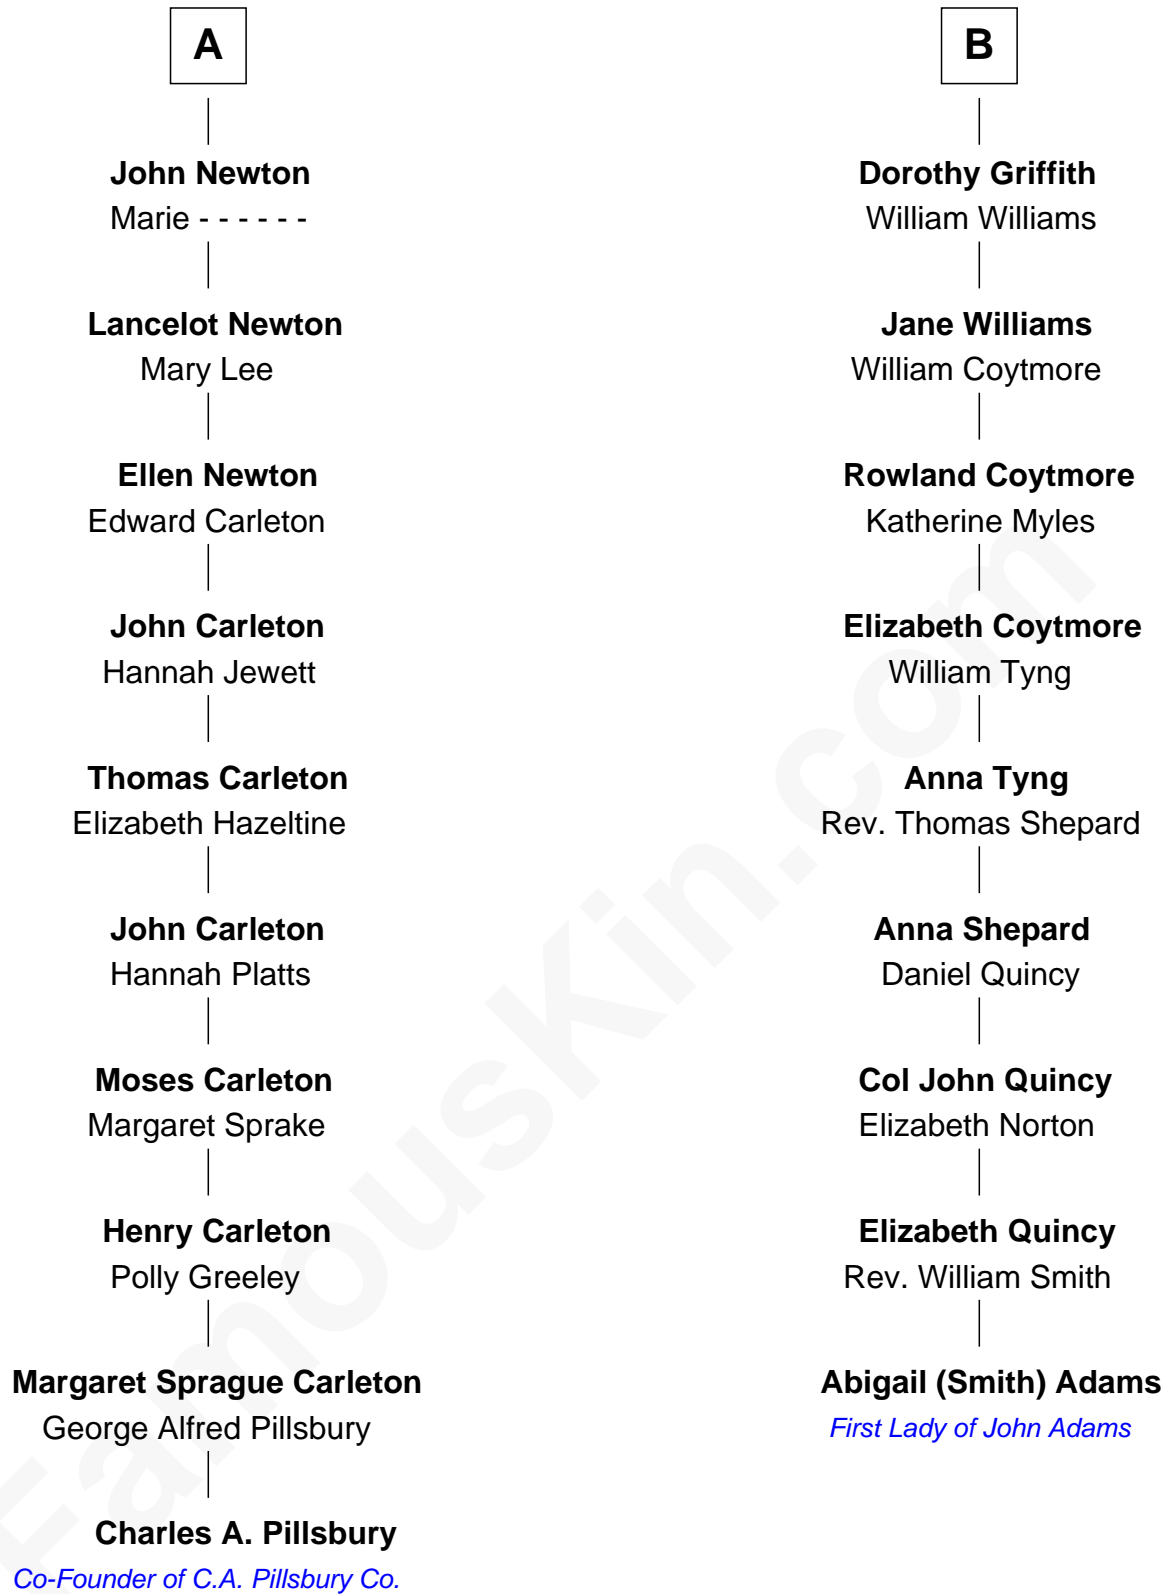 A
John Newton
Marie - - - - - -
Lancelot Newton
Mary Lee
Ellen Newton
Edward Carleton
John Carleton
Hannah Jewett
Thomas Carleton
Elizabeth Hazeltine
John Carleton
Hannah Platts
Moses Carleton
Margaret Sprake
Henry Carleton
Polly Greeley
Margaret Sprague Carleton
George Alfred Pillsbury
Charles A. Pillsbury
Co-Founder of C.A. Pillsbury Co.
B
Dorothy Griffith
William Williams
Jane Williams
William Coytmore
Rowland Coytmore
Katherine Myles
Elizabeth Coytmore
William Tyng
Anna Tyng
Rev. Thomas Shepard
Anna Shepard
Daniel Quincy
Col John Quincy
Elizabeth Norton
Elizabeth Quincy
Rev. William Smith
Abigail (Smith) Adams
First Lady of John Adams
FamousKin.com